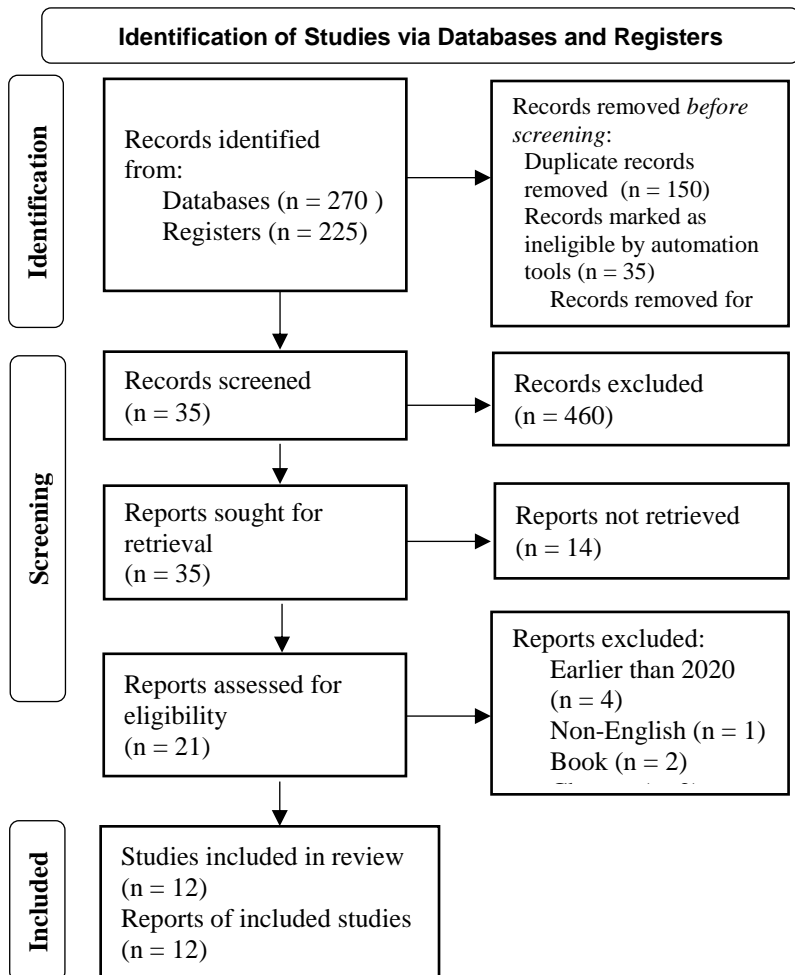 Identification of Studies via Databases and Registers
Identification
Records identified
from:
Databases (n = 270 )
Registers (n = 225)
Records removed before
screening:
Duplicate records
removed  (n = 150)
Records marked as
ineligible by automation
tools (n = 35)
Records removed for
Screening
Records screened
(n = 35)
Records excluded
(n = 460)
Reports sought for
retrieval
(n = 35)
Reports not retrieved
(n = 14)
Reports assessed for
eligibility
(n = 21)
Reports excluded:
Earlier than 2020
(n = 4)
Non-English (n = 1)
Book (n = 2)
Included
Studies included in review
(n = 12)
Reports of included studies
(n = 12)